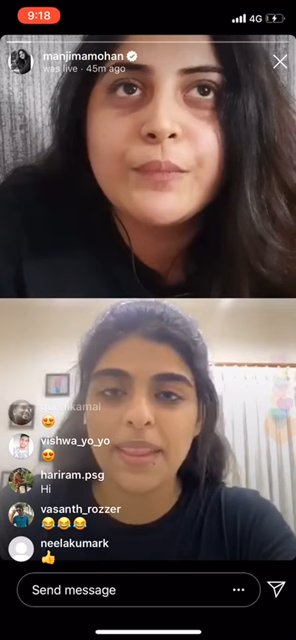 9:18
4G
manjimamohan
was live · 45m ago
vishwa_yo_yo
hariram.psg
Hi
vasanth_rozzer
neelakumark
Send message